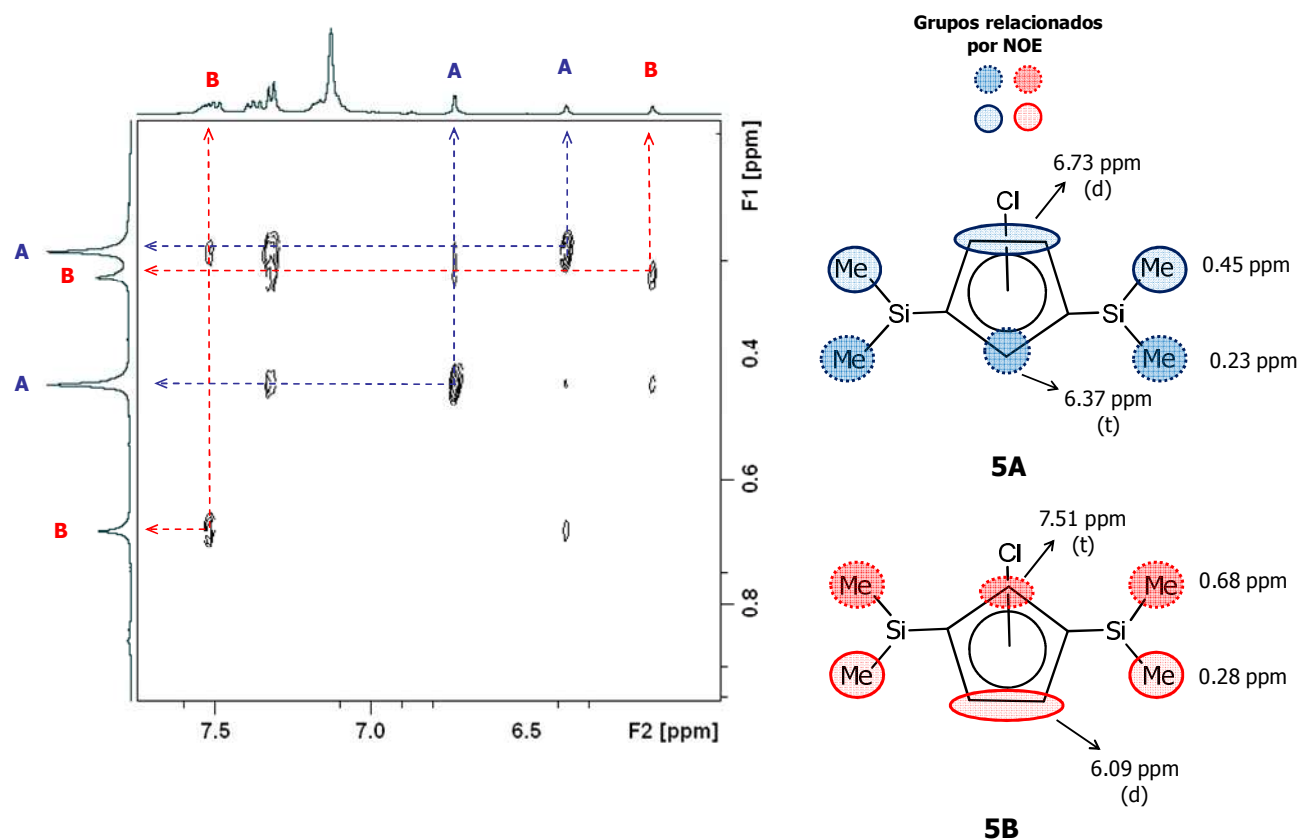 B
A
A
B
A
B
A
B
F1 [ppm]
0.4
0.6
0.8
7.5
7.0
6.5
F2 [ppm]
Grupos relacionados
por NOE
6.73 ppm
(d)
Cl
Me
Me
0.45 ppm
Si
Si
Me
Me
0.23 ppm
6.37 ppm
(t)
5A
7.51 ppm
(t)
Cl
Me
Me
0.68 ppm
Si
Si
Me
Me
0.28 ppm
6.09 ppm
(d)
5B